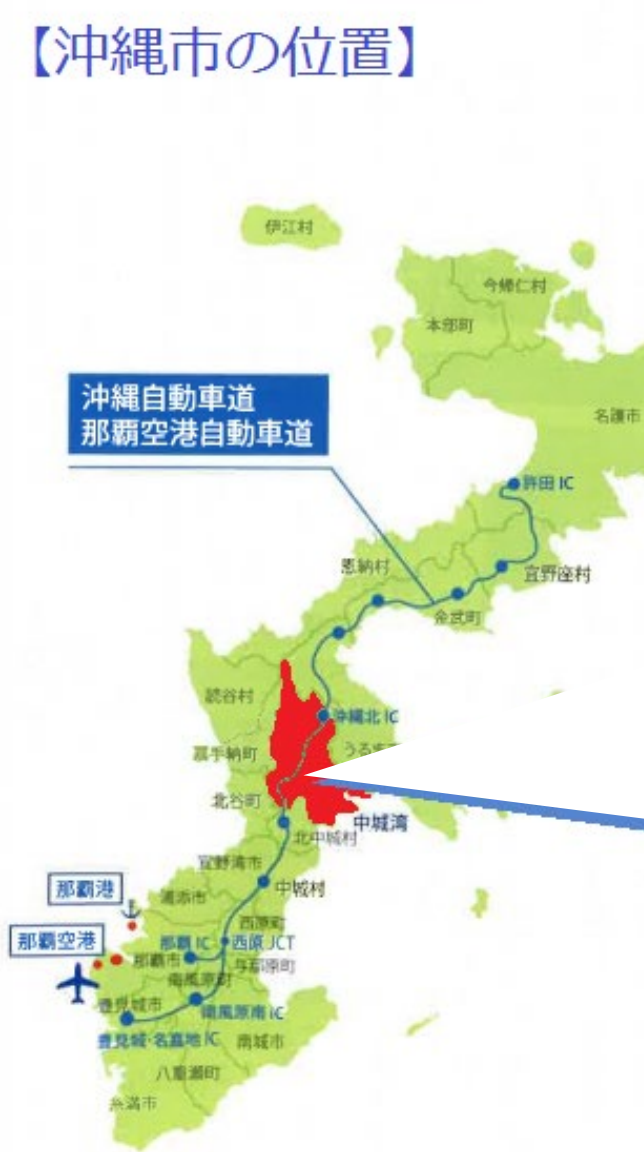 【沖縄市の位置】
伊江村
今帰仁村
本部町
沖縄自動車道
那覇空港自動車道
名護市
許田 IC
恩納村
宜野座村
金武町
読谷村
沖縄北 IC
嘉手納町
うるま
北谷町
中城湾
北中城村
宜野湾市
那覇港
中城村
浦添市
西原町
那覇空港
那覇 IC
西原 JCT
那覇市
与那原町
南風原町
豊見城市
南風原南 IC
豊見城・名嘉地 IC
南城市
八重瀬町
糸満市